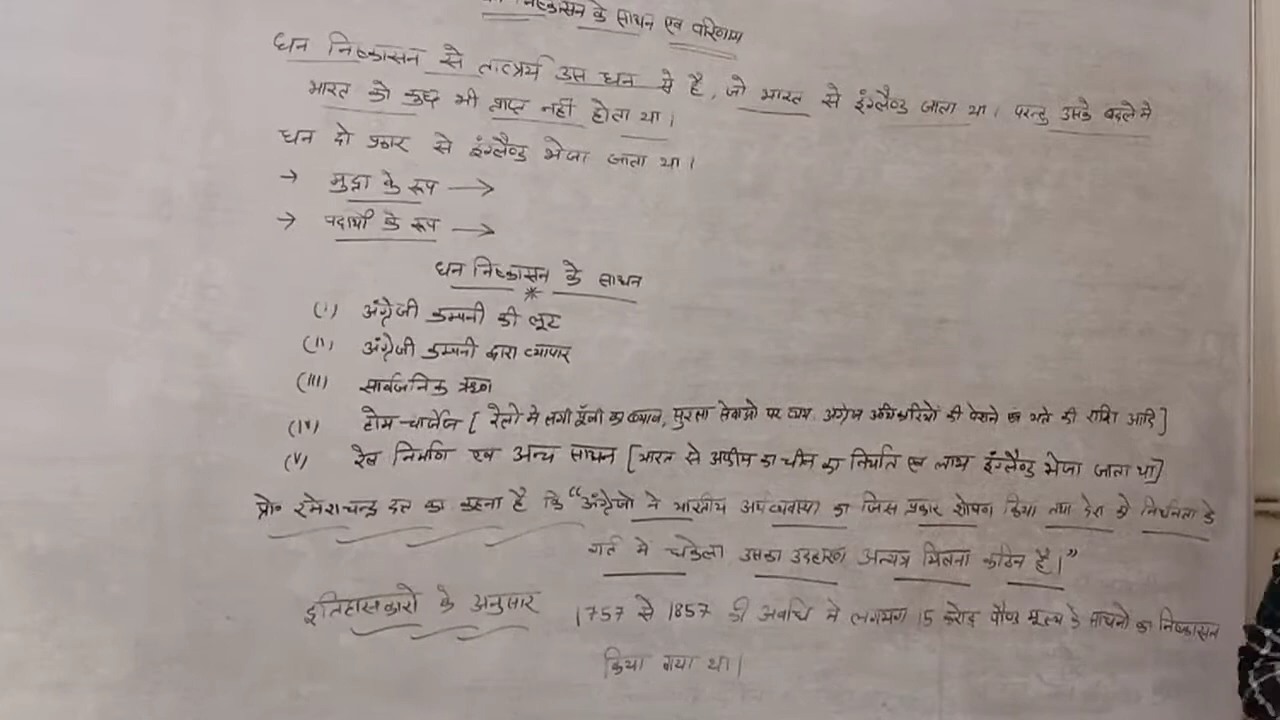 निष्कासन के साधन एवं परिणाम
धन निष्कासन से तात्पर्य उस धन से है, जो भारत से इंग्लैण्ड जाता था। परन्तु उसके बदले में
भारत को कुछ भी प्राप्त नहीं होता था।
धन दो प्रकार से इंग्लैण्ड भेजा जाता था।
→ मुद्रा के रूप →
→ पदार्थो के रूप →
धन निष्कासन के साधन
*
(i) अंग्रेजी कम्पनी की लूट
(ii) अंग्रेजी कम्पनी द्वारा व्यापार
(iii) सार्वजनिक ऋण
(iv) होम-चार्जेज [ रेलो मे लगी पूँजी का ब्याज, सुरक्षा सेवाओ पर व्यय, अंग्रेज अधिकारियों की पेंशने एवं भते की राशि आदि]
(v) रेल निर्माण एवं अन्य साधन [भारत से अफीम का चीन का निर्यात एवं लाभ इंग्लैण्ड भेजा जाता था]
प्रो० रमेशचन्द्र दत्त का कहना है कि “अंग्रेजो ने भारतीय अर्थव्यवस्था का जिस प्रकार शोषण किया तथा देश को निर्धनता के
गर्त मे धकेला उसका उदहारण अन्यत्र मिलना कठिन है।”
इतिहासकारो के अनुसार 1757 से 1857 की अवधि मे लगभग 15 करोड़ पौण्ड मूल्य के साधनो का निष्कासन
किया गया था।